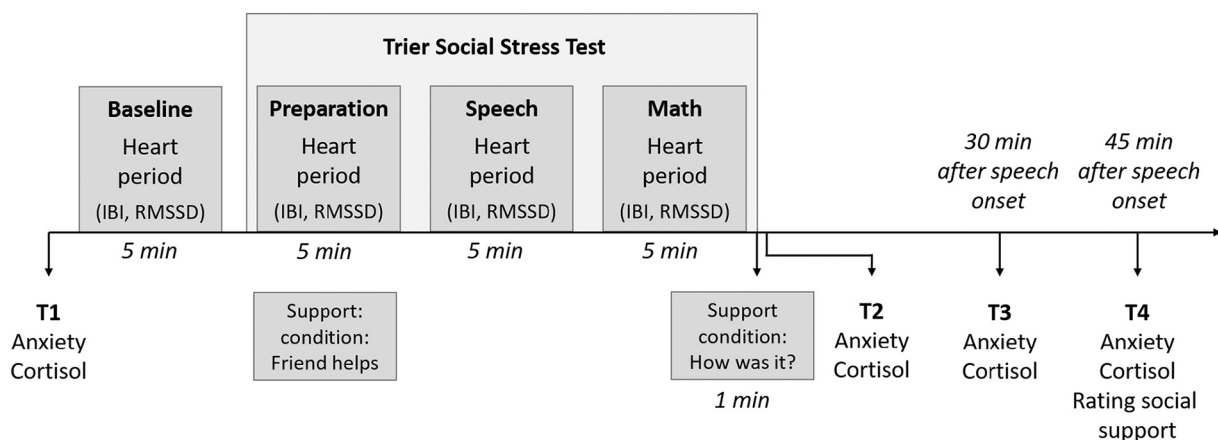 Trier Social Stress Test
Baseline
Heart
period
(IBI, RMSSD)
Preparation
Heart
period
(IBI, RMSSD)
Speech
Heart
period
(IBI, RMSSD)
Math
Heart
period
(IBI, RMSSD)
30 min
after speech
onset
45 min
after speech
onset
5 min
5 min
5 min
5 min
T1
Anxiety
Cortisol
Support:
condition:
Friend helps
Support
condition:
How was it?
1 min
T2
Anxiety
Cortisol
T3
Anxiety
Cortisol
T4
Anxiety
Cortisol
Rating social
support